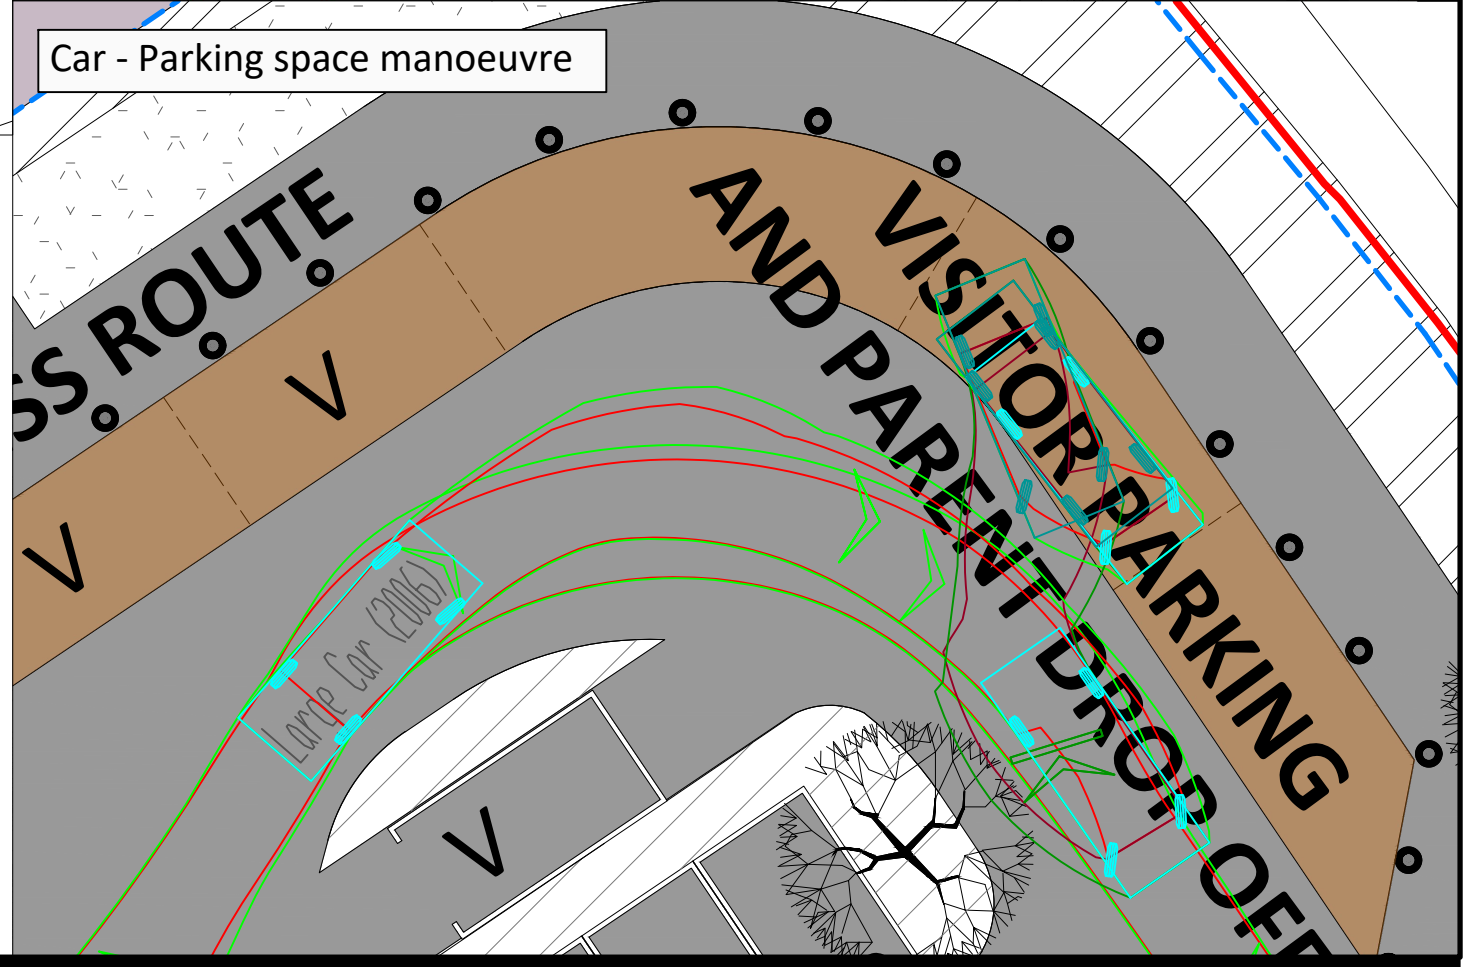 Car - Parking space manoeuvre
SS ROUTE
VISITOR PARKING
AND PARENT DROP OFF
V
V
V
Large Car (2006)